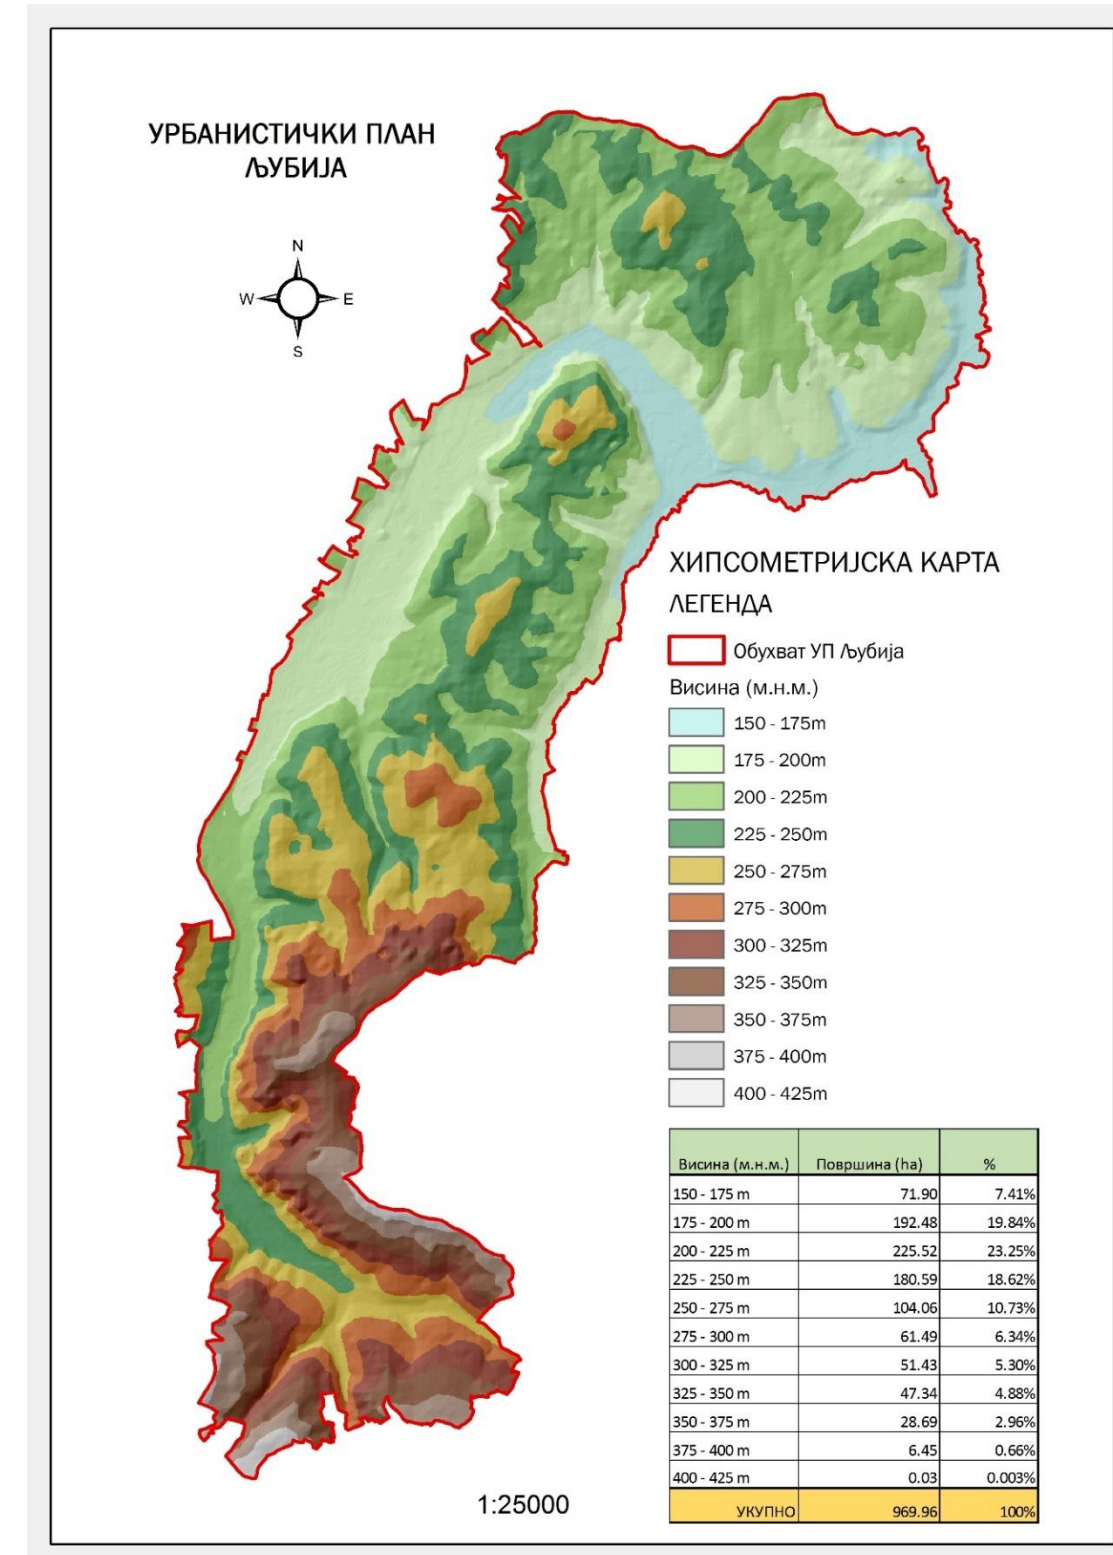 УРБАНИСТИЧКИ ПЛАН
ЉУБИЈА
N
W E
S
ХИПСОМЕТРИЈСКА КАРТА
ЛЕГЕНДА
Обухват УП Љубија
Висина (м.н.м.)
150 - 175m
175 - 200m
200 - 225m
225 - 250m
250 - 275m
275 - 300m
300 - 325m
325 - 350m
350 - 375m
375 - 400m
400 - 425m
Висина (м.н.м.) Површина (ha) %
150 - 175 m 71.90 7.41%
175 - 200 m 192.48 19.84%
200 - 225 m 225.52 23.25%
225 - 250 m 180.59 18.62%
250 - 275 m 104.06 10.73%
275 - 300 m 61.49 6.34%
300 - 325 m 51.43 5.30%
325 - 350 m 47.34 4.88%
350 - 375 m 28.69 2.96%
375 - 400 m 6.45 0.66%
400 - 425 m 0.03 0.003%
УКУПНО 969.96 100%
1:25000